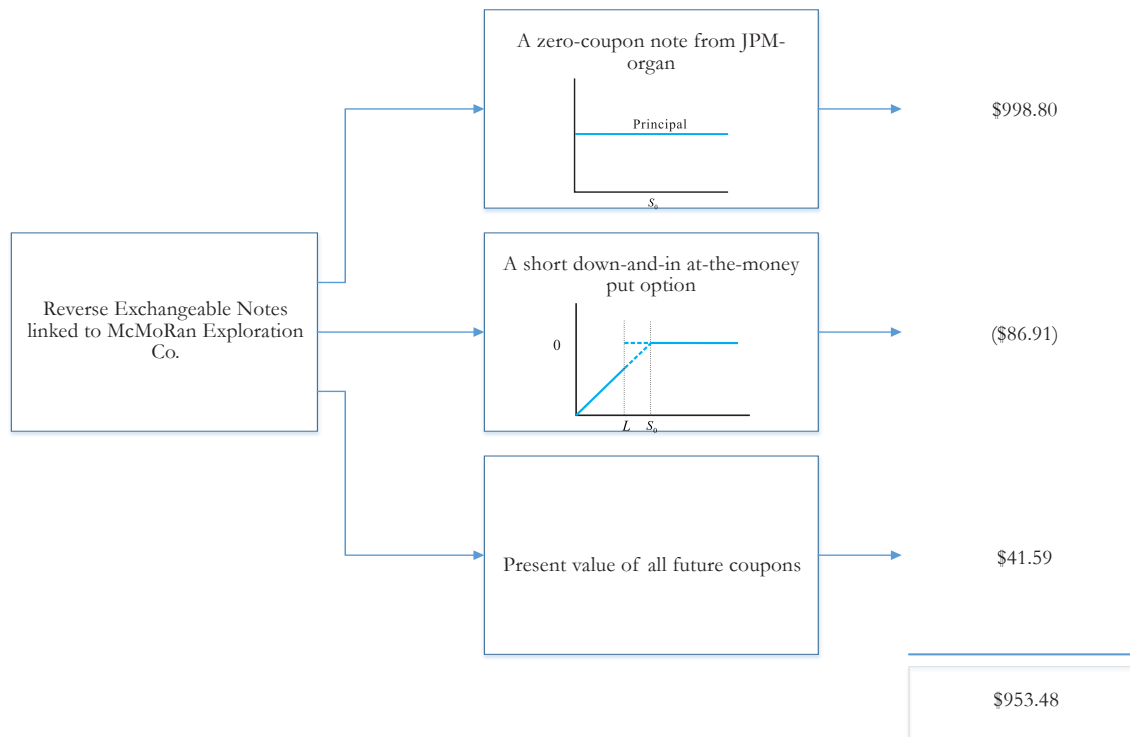 A zero-coupon note from JPM-
organ
Principal
S₀
$998.80
Reverse Exchangeable Notes
linked to McMoRan Exploration
Co.
A short down-and-in at-the-money
put option
0
L S₀
($86.91)
Present value of all future coupons
$41.59
$953.48